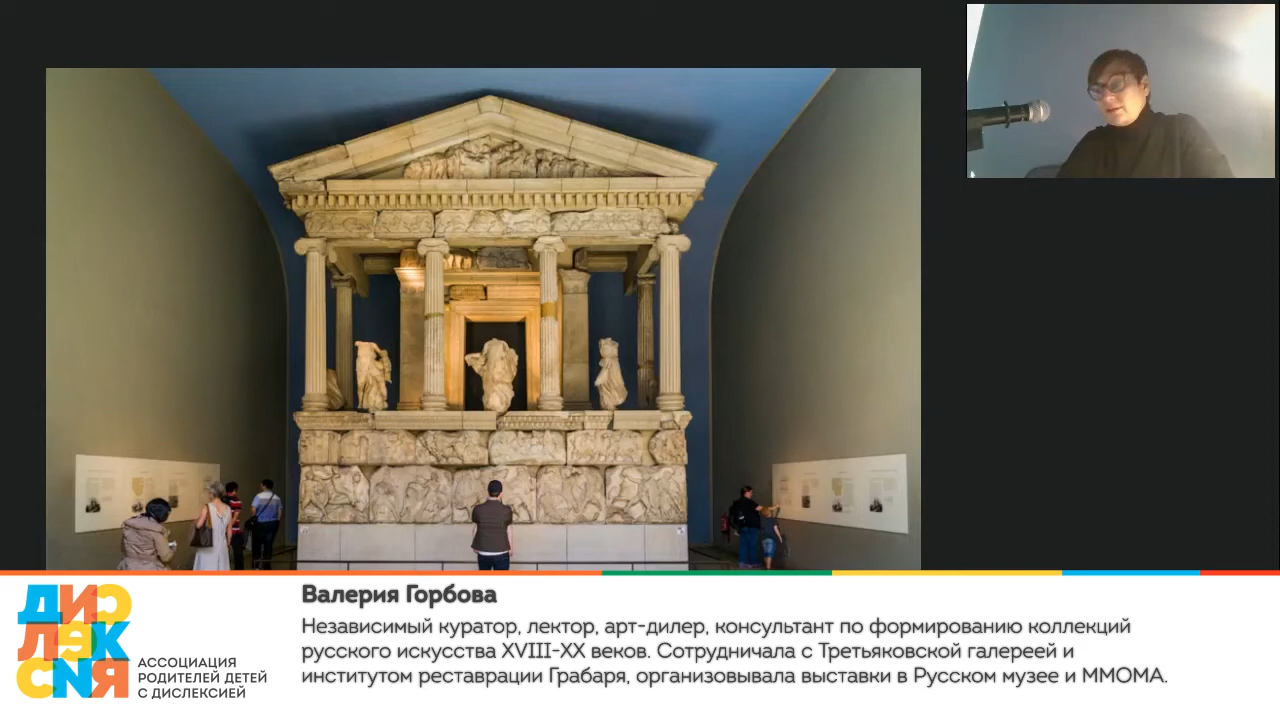 Валерия Горбова
Независимый куратор, лектор, арт-дилер, консультант по формированию коллекций
русского искусства XVIII-XX веков. Сотрудничала с Третьяковской галереей и
институтом реставрации Грабаря, организовывала выставки в Русском музее и ММОМА.
ДИС
ЛЕК
СИЯ
АССОЦИАЦИЯ
РОДИТЕЛЕЙ ДЕТЕЙ
С ДИСЛЕКСИЕЙ